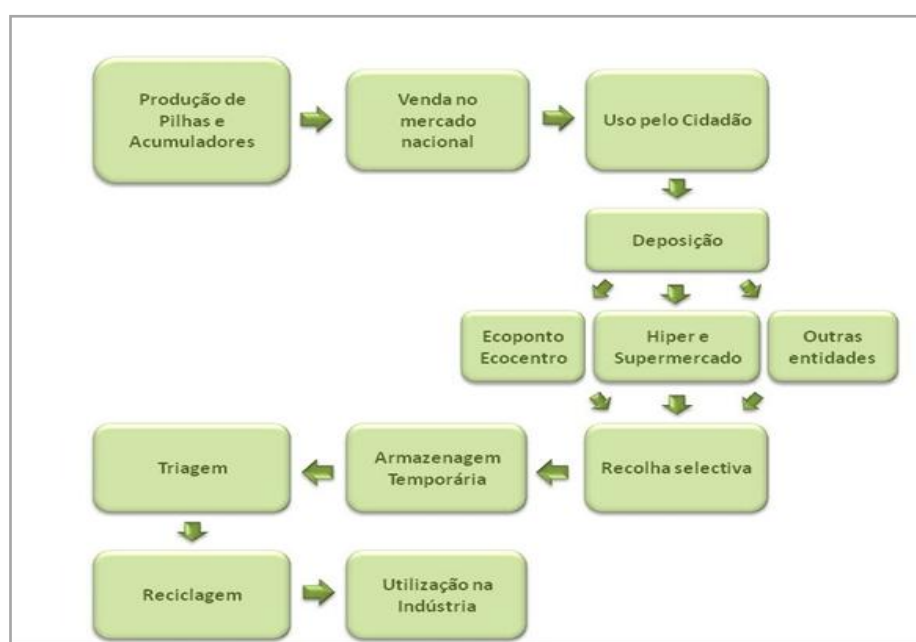 Produção de
Pilhas e
Acumuladores
Venda no
mercado
nacional
Uso pelo Cidadão
Deposição
Ecoponto
Ecocentro
Hiper e
Supermercado
Outras
entidades
Recolha selectiva
Armazenagem
Temporária
Triagem
Reciclagem
Utilização na
Indústria